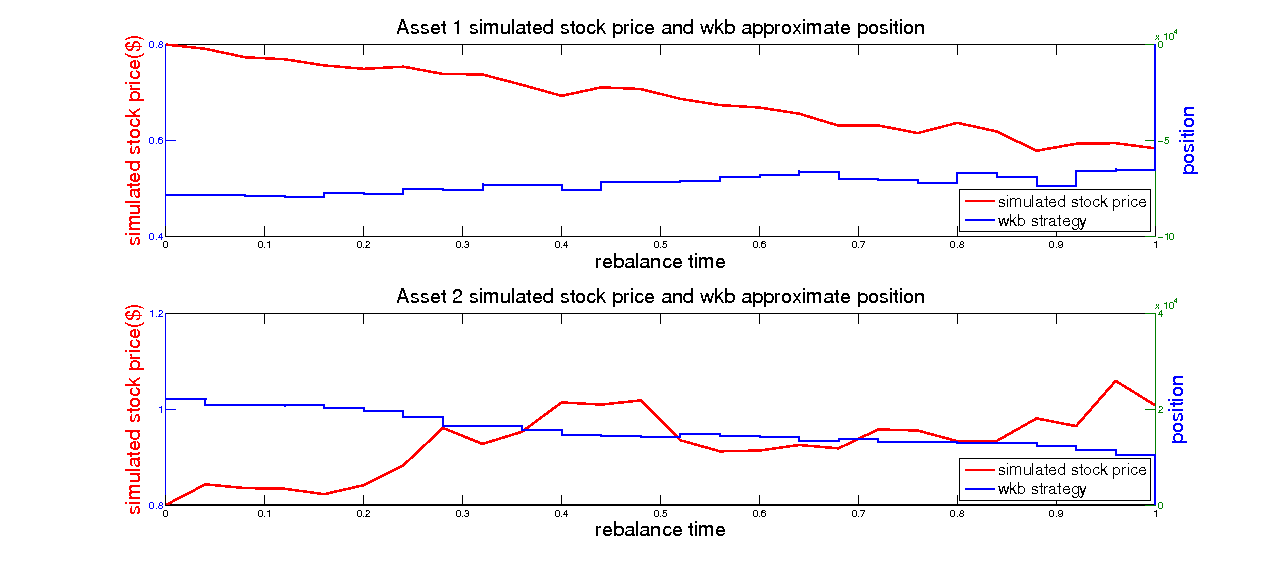 Asset 1 simulated stock price and wkb approximate position
x 10^4
0.8
0.6
0.4
0
-5
-10
simulated stock price($)
position
simulated stock price
wkb strategy
0 0.1 0.2 0.3 0.4 0.5 0.6 0.7 0.8 0.9 1
rebalance time
Asset 2 simulated stock price and wkb approximate position
x 10^4
1.2
1
0.8
4
2
0
simulated stock price($)
position
simulated stock price
wkb strategy
0 0.1 0.2 0.3 0.4 0.5 0.6 0.7 0.8 0.9 1
rebalance time